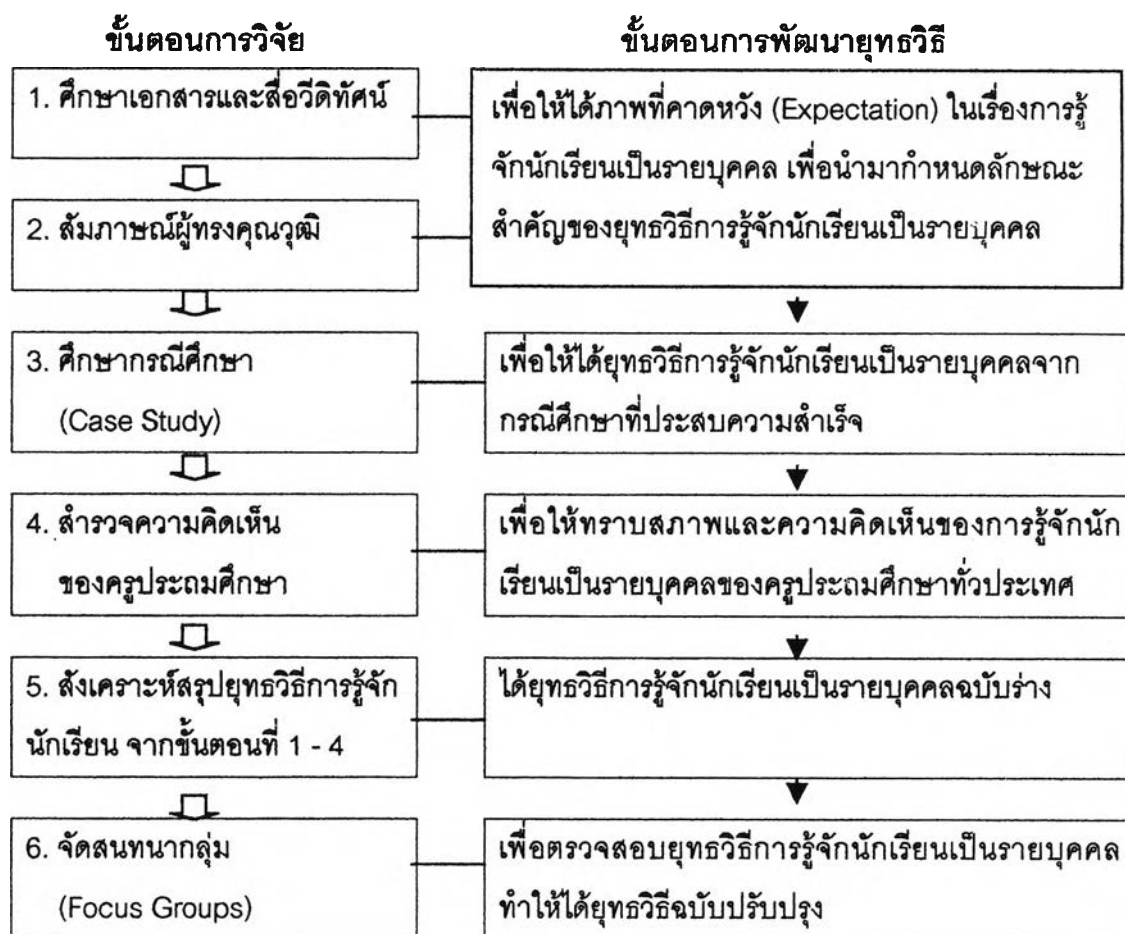 ขั้นตอนการวิจัย
ขั้นตอนการพัฒนายุทธวิธี
1. ศึกษาเอกสารและสื่อวีดิทัศน์
เพื่อให้ได้ภาพที่คาดหวัง (Expectation) ในเรื่องการรู้
จักนักเรียนเป็นรายบุคคล เพื่อนำมากำหนดลักษณะ
สำคัญของยุทธวิธีการรู้จักนักเรียนเป็นรายบุคคล
2. สัมภาษณ์ผู้ทรงคุณวุฒิ
3. ศึกษากรณีศึกษา
(Case Study)
เพื่อให้ได้ยุทธวิธีการรู้จักนักเรียนเป็นรายบุคคลจาก
กรณีศึกษาที่ประสบความสำเร็จ
4. สำรวจความคิดเห็น
ของครูประถมศึกษา
เพื่อให้ทราบสภาพและความคิดเห็นของการรู้จักนัก
เรียนเป็นรายบุคคลของครูประถมศึกษาทั่วประเทศ
5. สังเคราะห์สรุปยุทธวิธีการรู้จัก
นักเรียน จากขั้นตอนที่ 1 - 4
ได้ยุทธวิธีการรู้จักนักเรียนเป็นรายบุคคลฉบับร่าง
6. จัดสนทนากลุ่ม
(Focus Groups)
เพื่อตรวจสอบยุทธวิธีการรู้จักนักเรียนเป็นรายบุคคล
ทำให้ได้ยุทธวิธีฉบับปรับปรุง